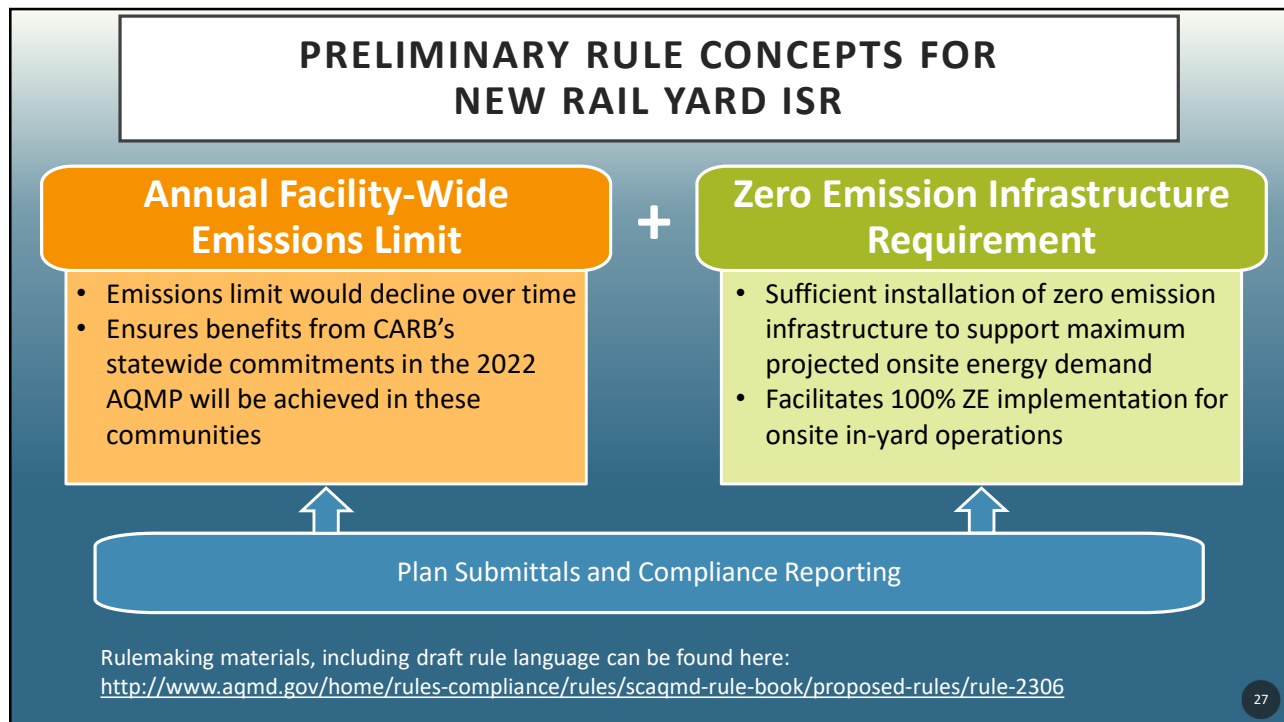 PRELIMINARY RULE CONCEPTS FOR
NEW RAIL YARD ISR
Annual Facility-Wide
Emissions Limit
• Emissions limit would decline over time
• Ensures benefits from CARB’s
statewide commitments in the 2022
AQMP will be achieved in these
communities
+
Zero Emission Infrastructure
Requirement
• Sufficient installation of zero emission
infrastructure to support maximum
projected onsite energy demand
• Facilitates 100% ZE implementation for
onsite in-yard operations
Plan Submittals and Compliance Reporting
Rulemaking materials, including draft rule language can be found here:
http://www.aqmd.gov/home/rules-compliance/rules/scaqmd-rule-book/proposed-rules/rule-2306
27